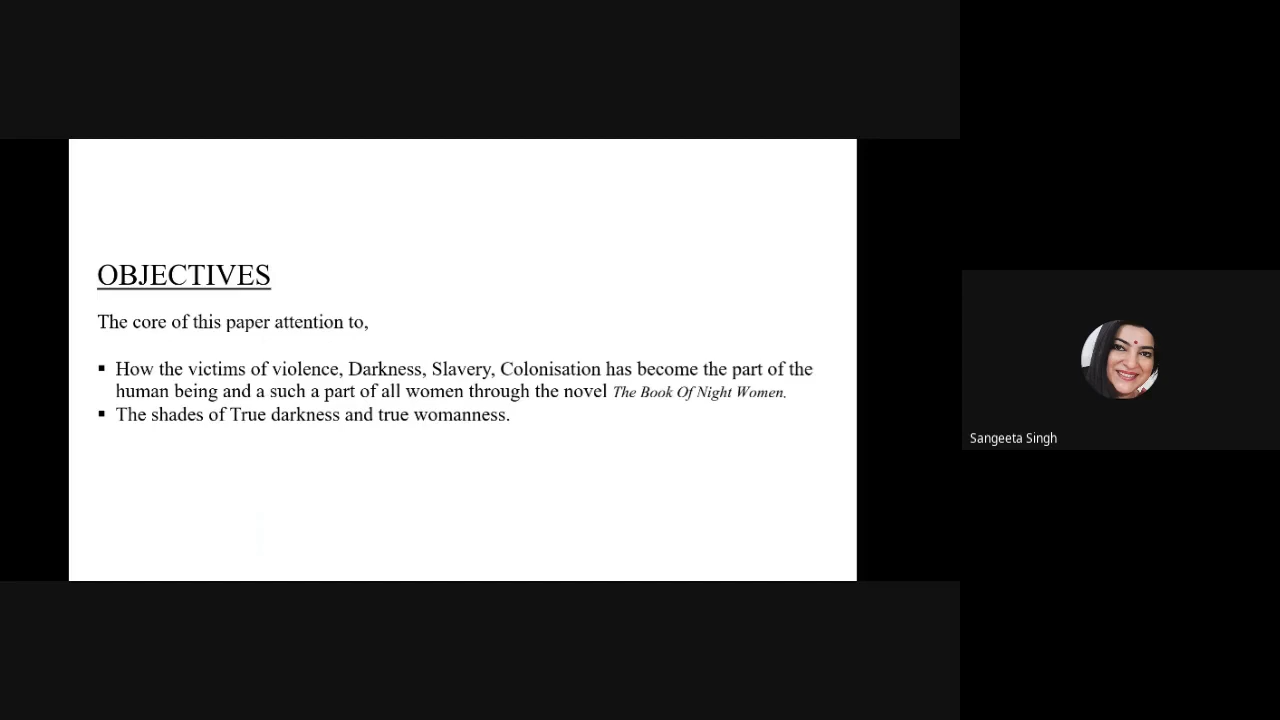 OBJECTIVES
The core of this paper attention to,
▪ How the victims of violence, Darkness, Slavery, Colonisation has become the part of the
human being and a such a part of all women through the novel The Book Of Night Women.
▪ The shades of True darkness and true womanness.
Sangeeta Singh